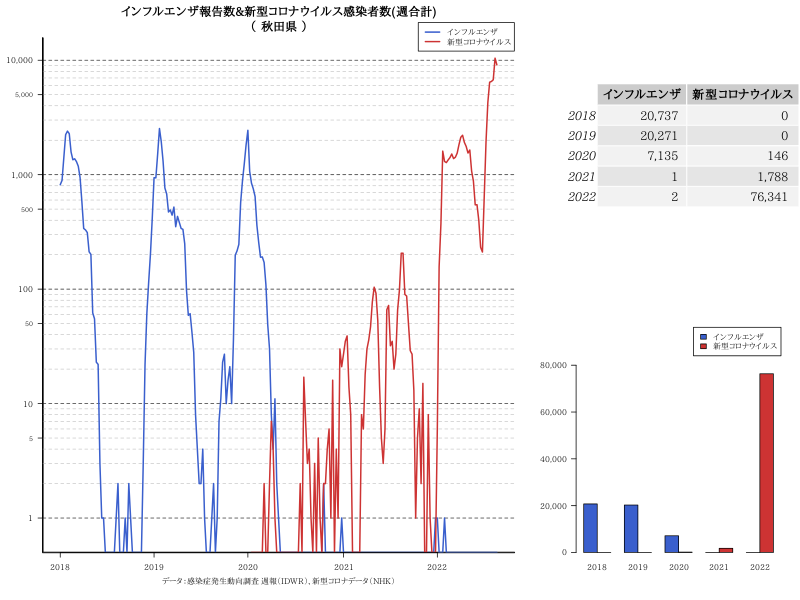 インフルエンザ報告数&新型コロナウイルス感染者数(週合計)
( 秋田県 )
インフルエンザ
新型コロナウイルス
10,000
5,000
1,000
500
100
50
10
5
1
2018 2019 2020 2021 2022
データ:感染症発生動向調査 週報(IDWR)、新型コロナデータ(NHK)
インフルエンザ 新型コロナウイルス
2018 20,737 0
2019 20,271 0
2020 7,135 146
2021 1 1,788
2022 2 76,341
インフルエンザ
新型コロナウイルス
80,000
60,000
40,000
20,000
0
2018 2019 2020 2021 2022